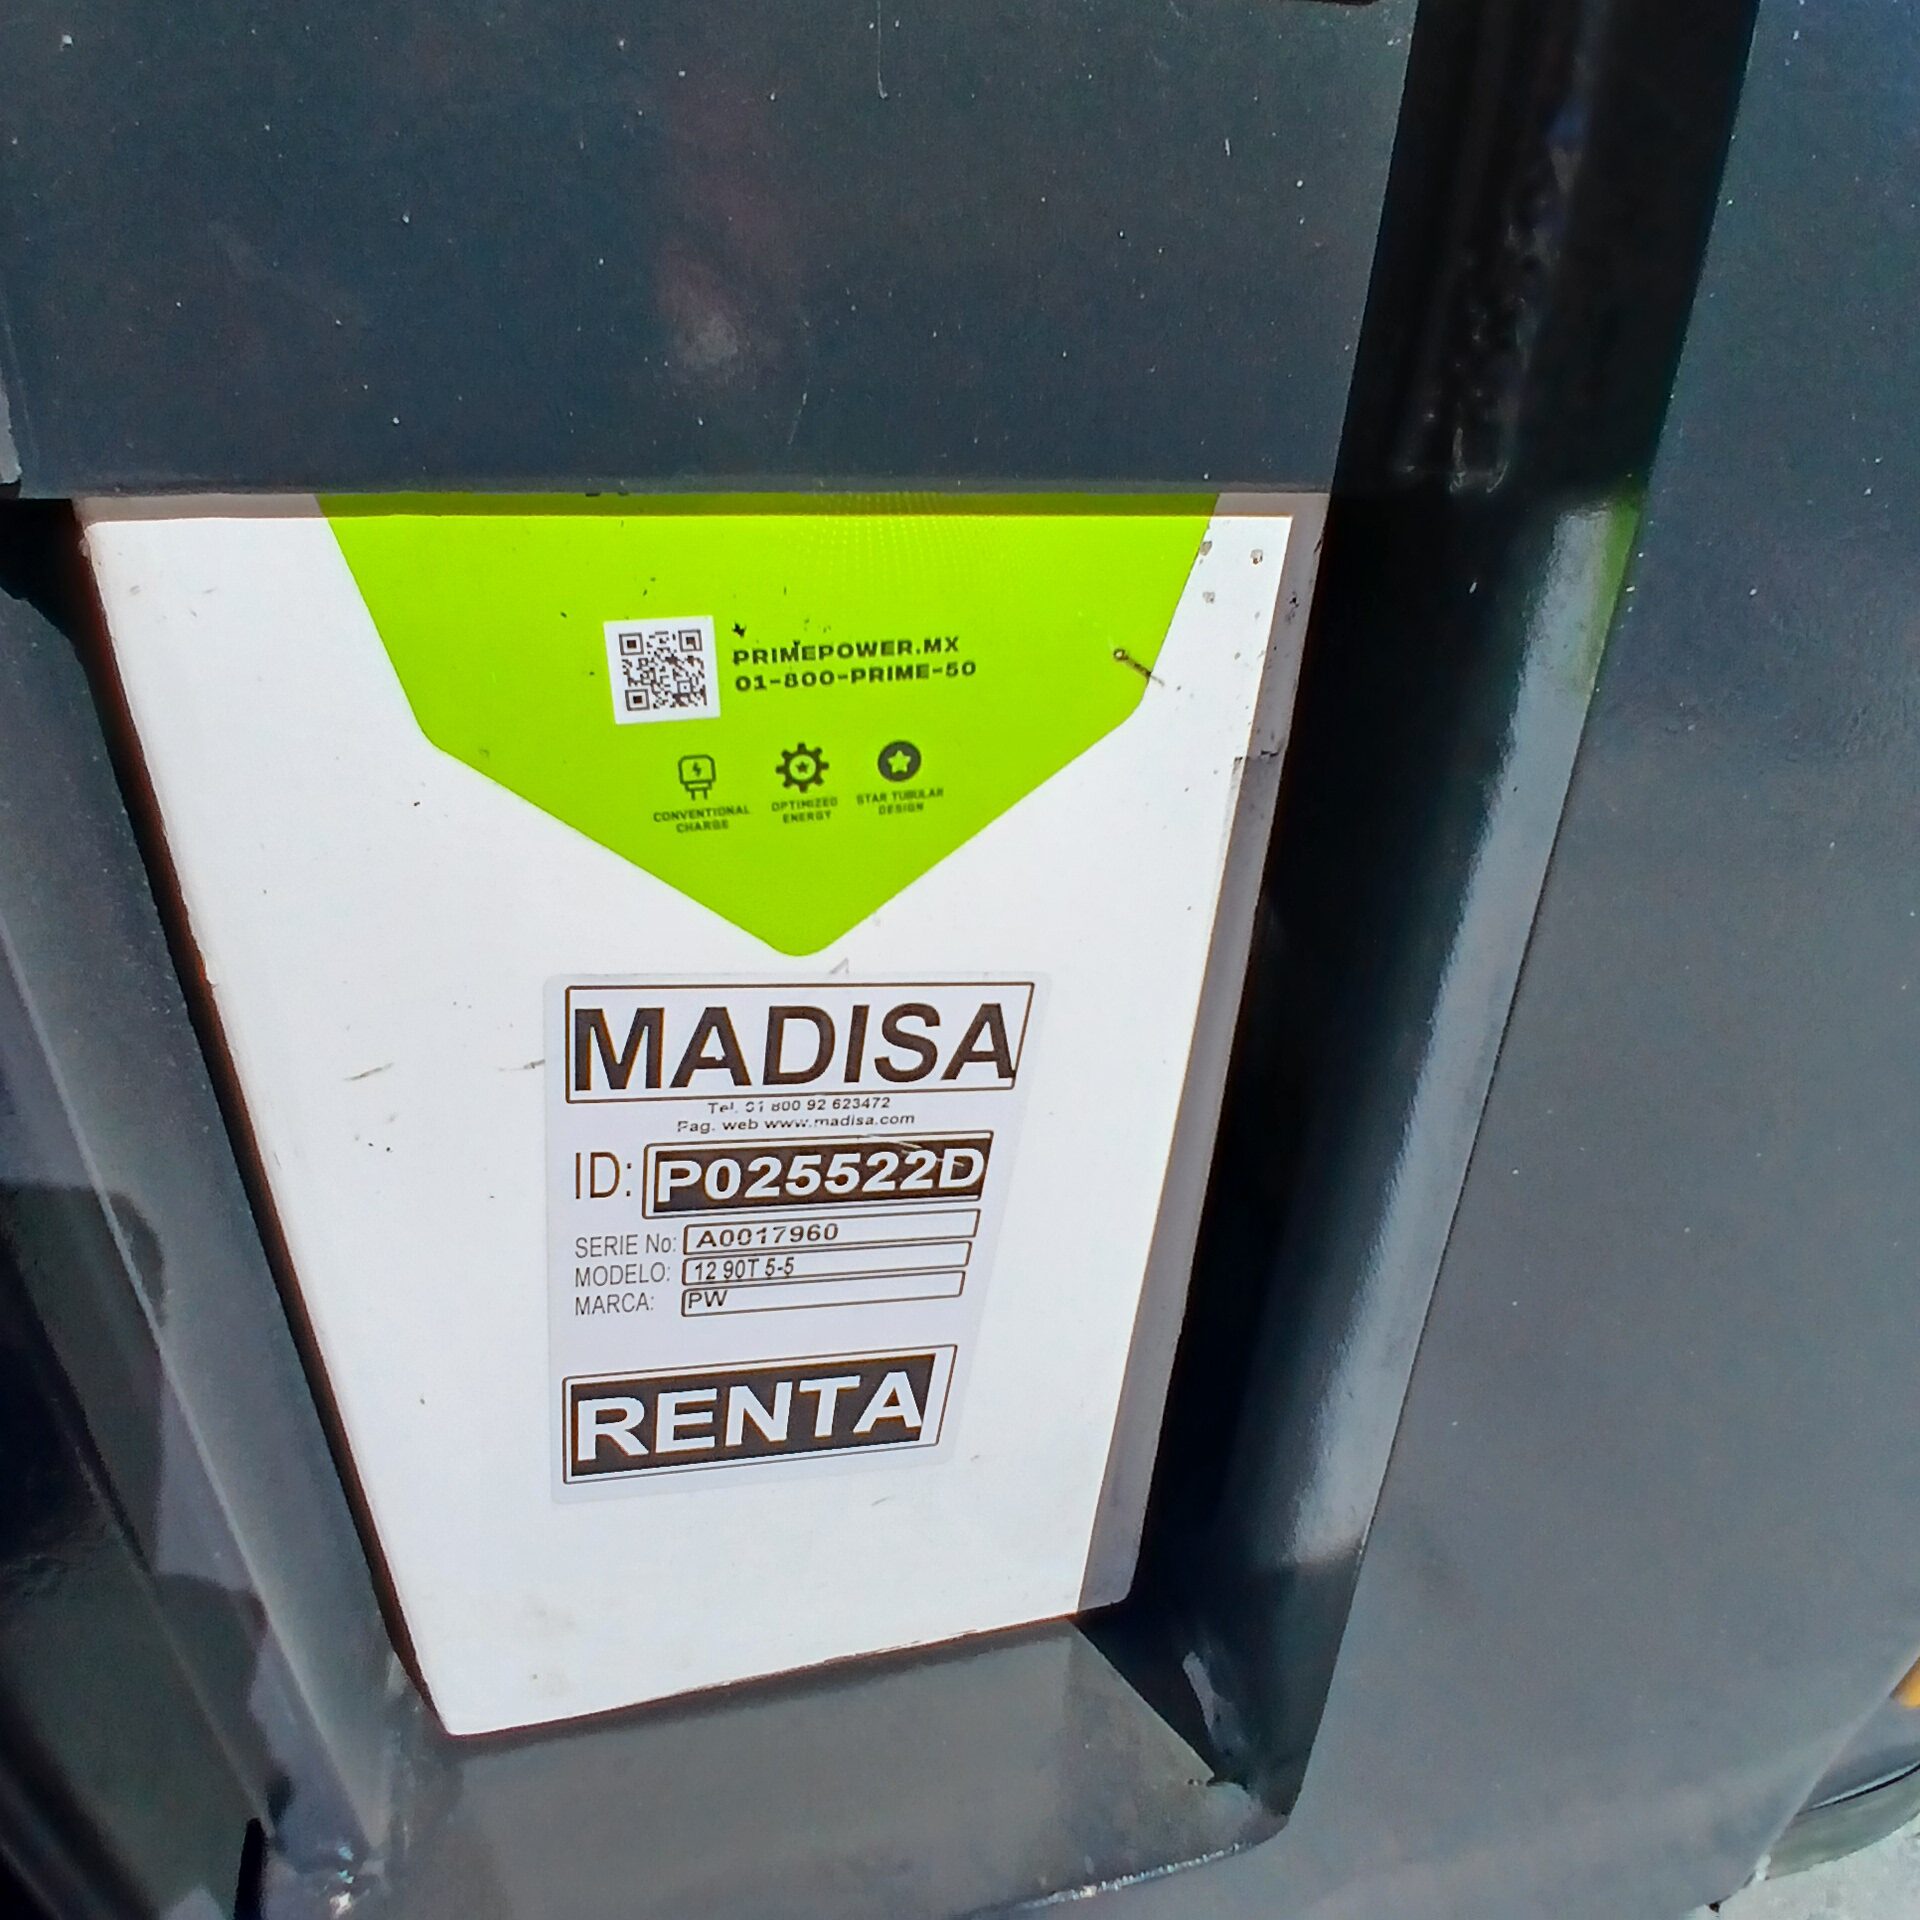 PRIMEPOWER.MX
01-800-PRIME-50
CONVENTIONAL
CHARGE
OPTIMIZED
ENERGY
STAR TUBULAR
DESIGN
MADISA
Tel. 01 800 92 623472
Pag. web www.madisa.com
ID: P025522D
SERIE No: A0017960
MODELO: 12 90T 5-5
MARCA: PW
RENTA